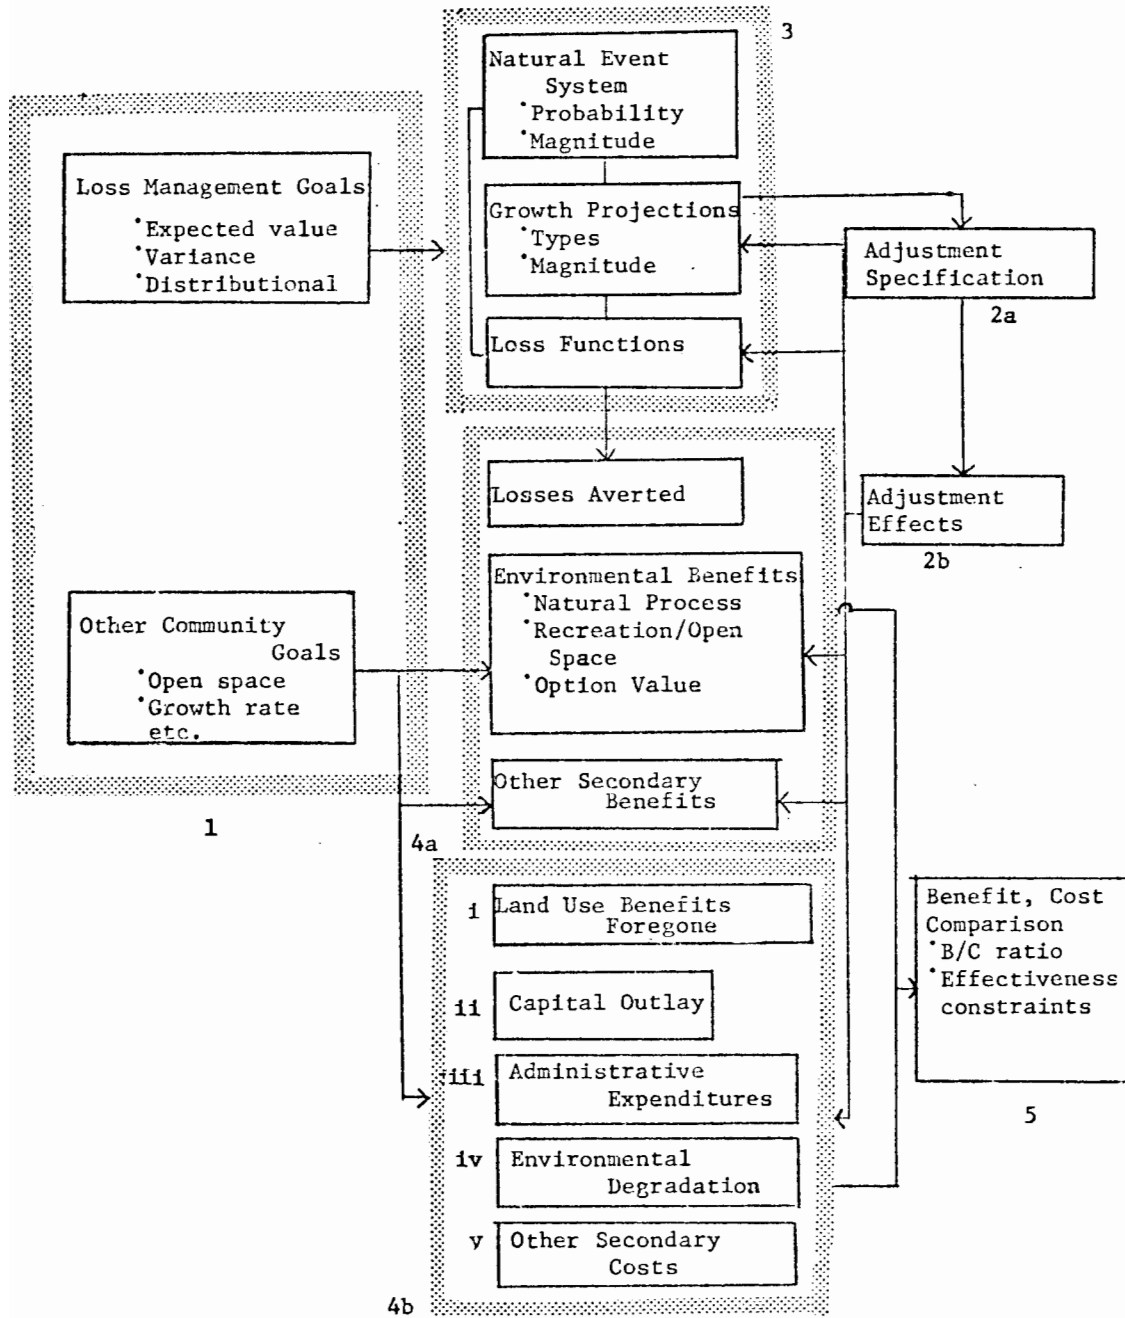 3
Natural Event
System
•Probability
•Magnitude
Loss Management Goals
•Expected value
•Variance
•Distributional
Growth Projections
•Types
•Magnitude
Adjustment
Specification
2a
Loss Functions
Losses Averted
Adjustment
Effects
2b
Environmental Benefits
•Natural Process
•Recreation/Open
Space
•Option Value
Other Community
Goals
•Open space
•Growth rate
etc.
Other Secondary
Benefits
1
4a
i
Land Use Benefits
Foregone
ii
Capital Outlay
iii
Administrative
Expenditures
iv
Environmental
Degradation
v
Other Secondary
Costs
4b
Benefit, Cost
Comparison
•B/C ratio
•Effectiveness
constraints
5